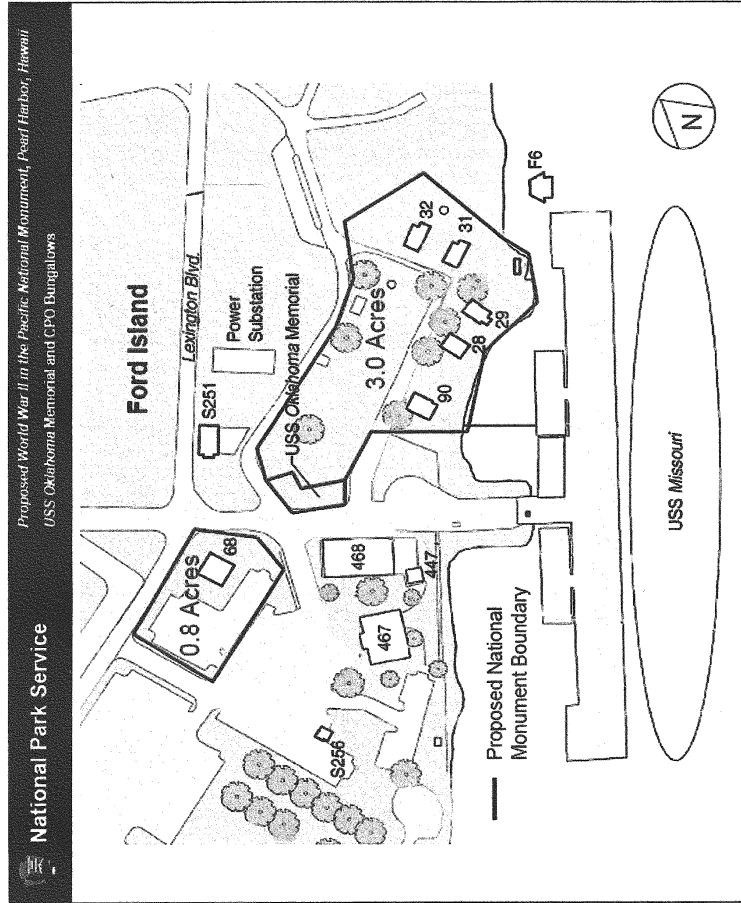 National Park Service
Proposed World War II in the Pacific National Monument, Pearl Harbor, Hawaii
USS Oklahoma Memorial and CPO Bungalows
Ford Island
Lexington Blvd.
S251
Power
Substation
0.8 Acres
68
USS Oklahoma Memorial
3.0 Acres
32
31
29
28
90
468
447
467
S256
F6
Proposed National
Monument Boundary
USS Missouri
N